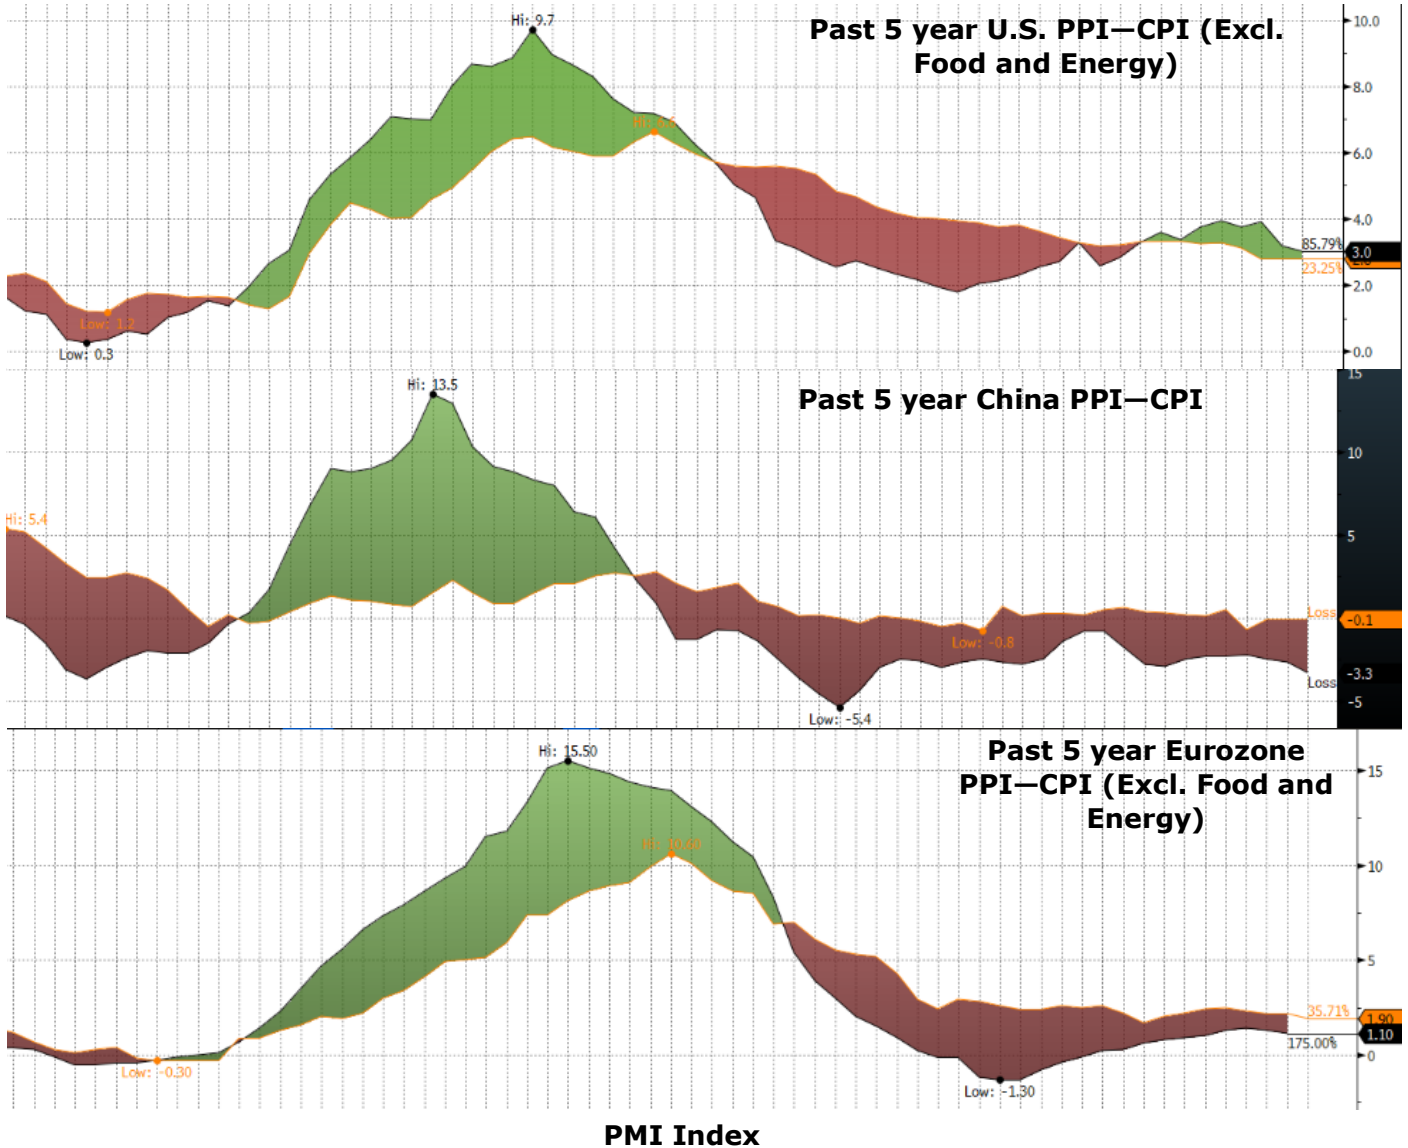 Hi: 9.7
Past 5 year U.S. PPI—CPI (Excl.
Food and Energy)
10.0
8.0
Hi: 6.6
6.0
4.0
85.79%
3.0
23.25%
2.0
Low: 1.2
Low: 0.3
0.0
Hi: 13.5
Past 5 year China PPI—CPI
15
10
Hi: 5.4
5
Loss
-0.1
Low: -0.8
-3.3
Loss
-5
Low: -5.4
Hi: 15.50
Past 5 year Eurozone
PPI—CPI (Excl. Food and
Energy)
15
Hi: 10.60
10
5
35.71%
1.90
1.10
175.00%
0
Low: -0.30
Low: -1.30
PMI Index